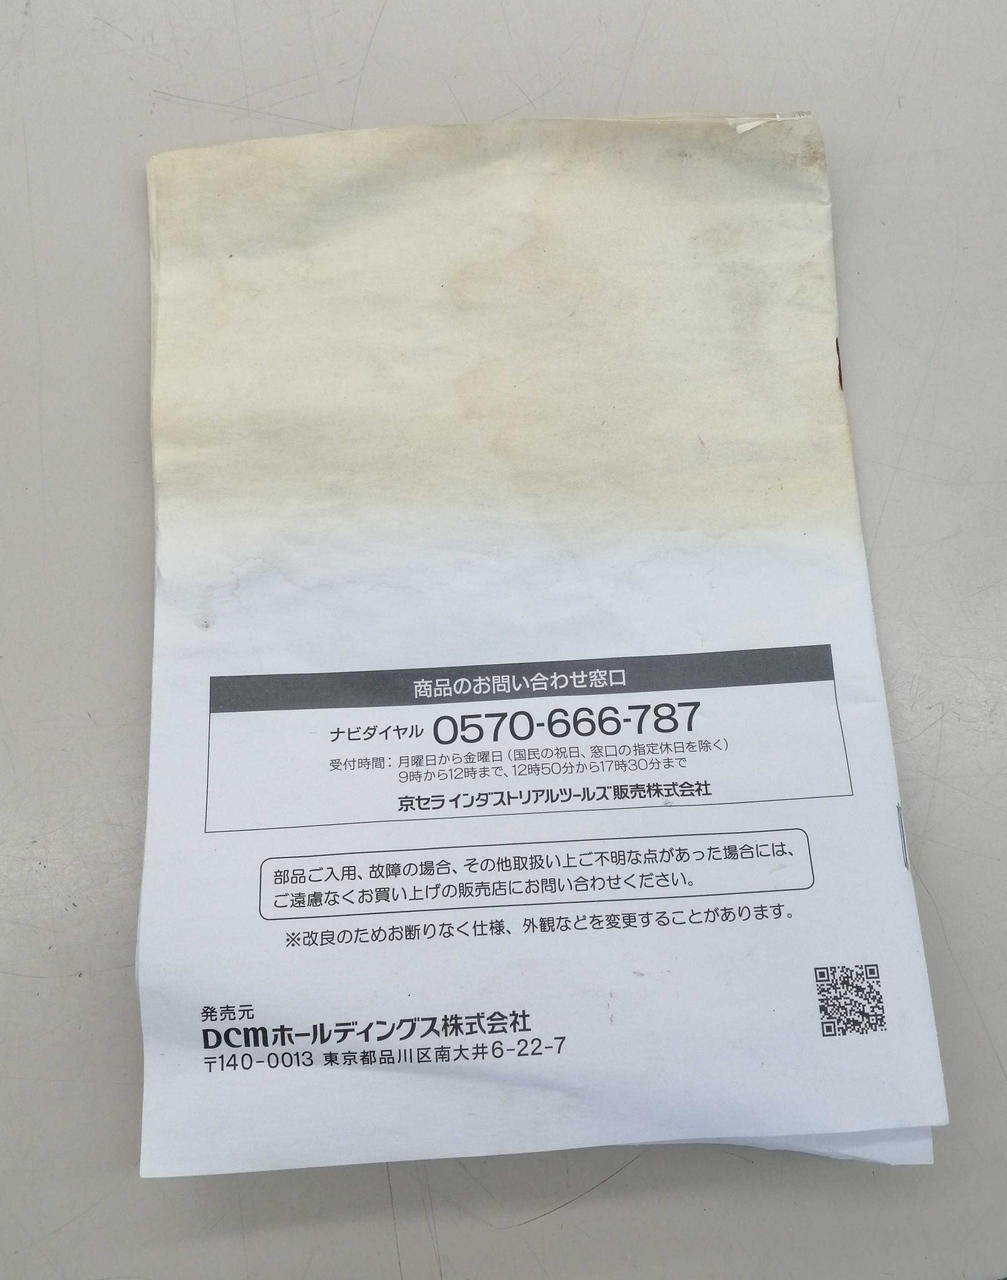 商品のお問い合わせ窓口
ナビダイヤル 0570-666-787
受付時間：月曜日から金曜日（国民の祝日、窓口の指定休日を除く）
9時から12時まで、12時50分から17時30分まで
京セラ インダストリアルツールズ販売株式会社
部品ご入用、故障の場合、その他取扱い上ご不明な点があった場合には、
ご遠慮なくお買い上げの販売店にお問い合わせください。
※改良のためお断りなく仕様、外観などを変更することがあります。
発売元
DCMホールディングス株式会社
〒140-0013 東京都品川区南大井6-22-7